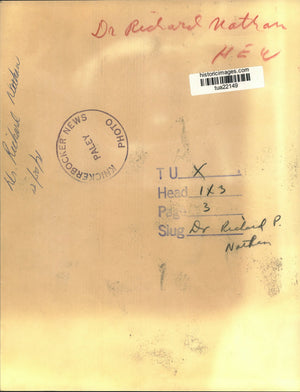 Dr Richard Nathan
historicimages.com
tua22149
KNICKERBOCKER NEWS
PALEY
PHOTO
Dr Richard
TU X
Head 1x3
Page 3
Slug Dr Richard P.
Nathan